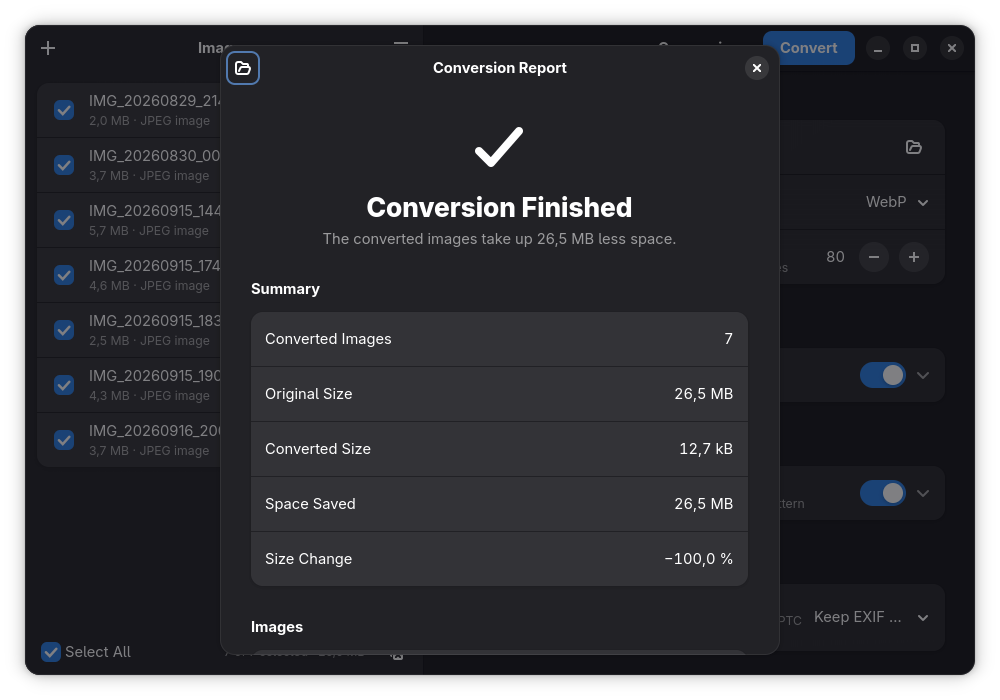 Convert
Conversion Report
IMG_20260829_214
2,0 MB · JPEG image
IMG_20260830_00
3,7 MB · JPEG image
IMG_20260915_144
5,7 MB · JPEG image
IMG_20260915_174
4,6 MB · JPEG image
IMG_20260915_183
2,5 MB · JPEG image
IMG_20260915_190
4,3 MB · JPEG image
IMG_20260916_20
3,7 MB · JPEG image
Select All
Conversion Finished
The converted images take up 26,5 MB less space.
Summary
Converted Images 7
Original Size 26,5 MB
Converted Size 12,7 kB
Space Saved 26,5 MB
Size Change −100,0 %
Images
WebP
80
Keep EXIF ...